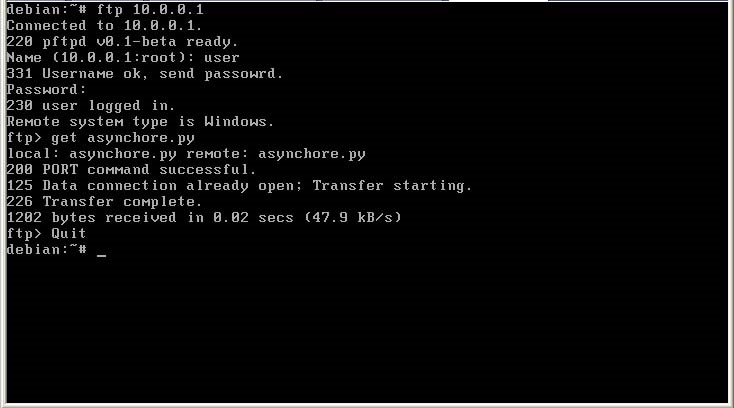 debian:~# ftp 10.0.0.1
Connected to 10.0.0.1.
220 pftpd v0.1-beta ready.
Name (10.0.0.1:root): user
331 Username ok, send passowrd.
Password:
230 user logged in.
Remote system type is Windows.
ftp> get asynchore.py
local: asynchore.py remote: asynchore.py
200 PORT command successful.
125 Data connection already open; Transfer starting.
226 Transfer complete.
1202 bytes received in 0.02 secs (47.9 kB/s)
ftp> Quit
debian:~# _